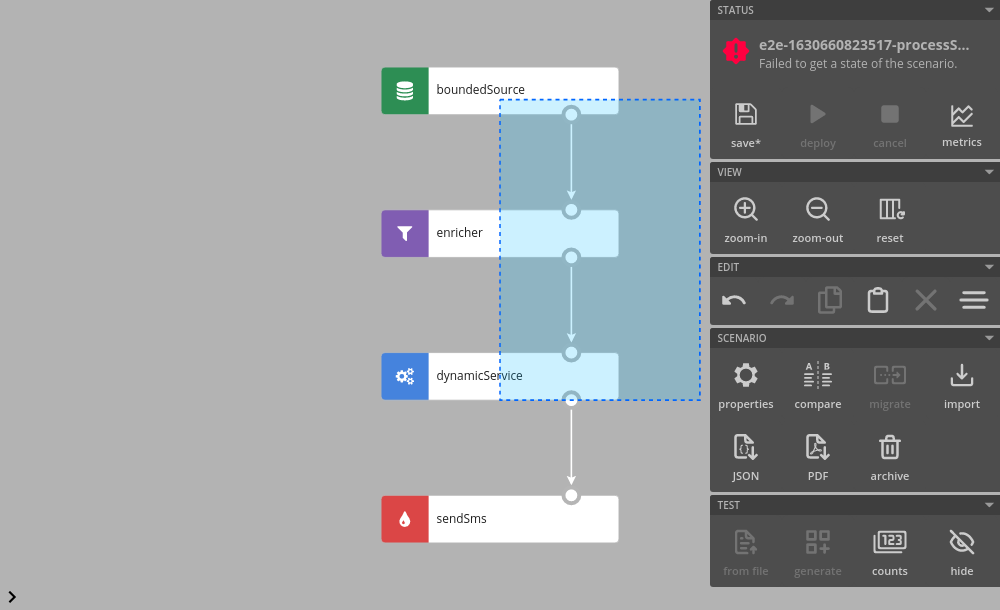 boundedSource
enricher
dynamicService
sendSms
STATUS
e2e-1630660823517-processS...
Failed to get a state of the scenario.
save* deploy cancel metrics
VIEW
zoom-in zoom-out reset
EDIT
SCENARIO
A B
properties compare migrate import
{}
JSON PDF archive
TEST
123
from file generate counts hide